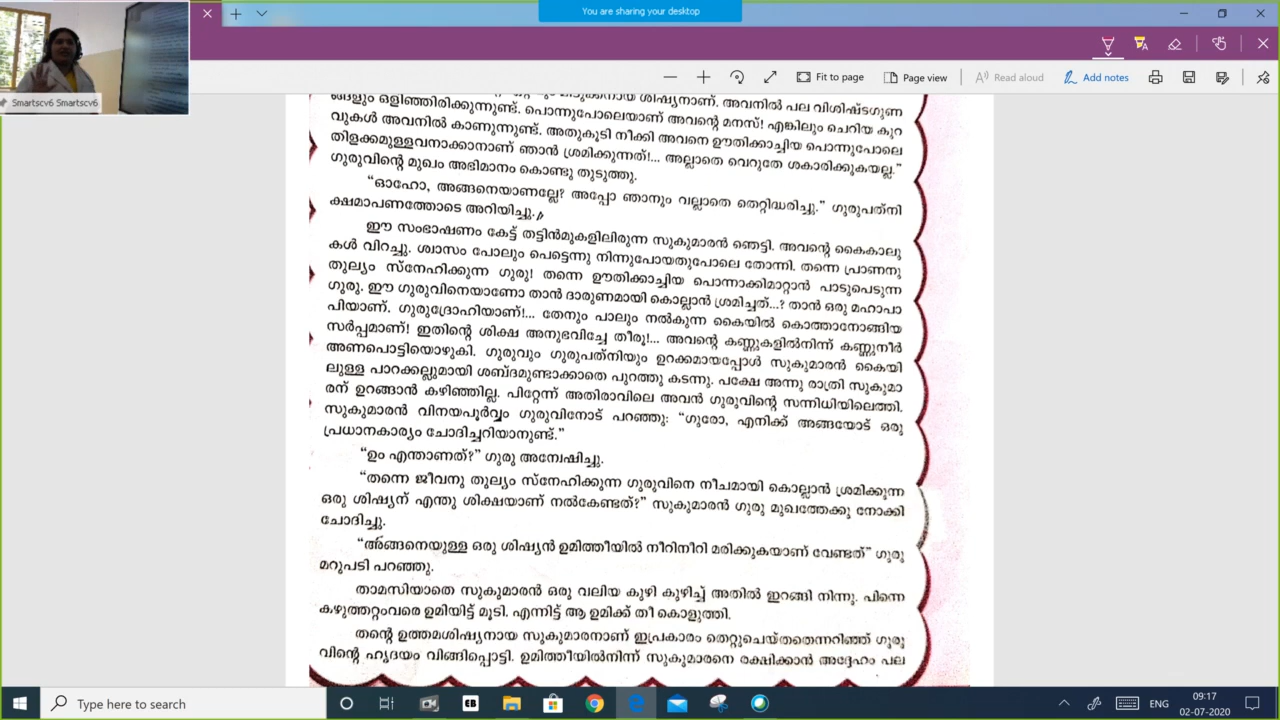 You are sharing your desktop
Fit to page
Page view
Read aloud
Add notes
Smartscv6 Smartscv6
ശിഷ്യനാണ്. അവനിൽ പല വിശിഷ്ടഗുണ
ങ്ങളും ഒളിഞ്ഞിരിക്കുന്നുണ്ട്. പൊന്നുപോലെയാണ് അവന്റെ മനസ്! എങ്കിലും ചെറിയ കുറ
വുകൾ അവനിൽ കാണുന്നുണ്ട്. അതുകൂടി നീക്കി അവനെ ഊതിക്കാച്ചിയ പൊന്നുപോലെ
തിളക്കമുള്ളവനാക്കാനാണ് ഞാൻ ശ്രമിക്കുന്നത്!... അല്ലാതെ വെറുതേ ശകാരിക്കുകയല്ല."
ഗുരുവിന്റെ മുഖം അഭിമാനം കൊണ്ടു തുടുത്തു.
"ഓഹോ, അങ്ങനെയാണല്ലേ? അപ്പോ ഞാനും വല്ലാതെ തെറ്റിദ്ധരിച്ചു." ഗുരുപത്നി
ക്ഷമാപണത്തോടെ അറിയിച്ചു.
ഈ സംഭാഷണം കേട്ട് തട്ടിൻമുകളിലിരുന്ന സുകുമാരൻ ഞെട്ടി. അവന്റെ കൈകാലു
കൾ വിറച്ചു. ശ്വാസം പോലും പെട്ടെന്നു നിന്നുപോയതുപോലെ തോന്നി. തന്നെ പ്രാണനു
തുല്യം സ്നേഹിക്കുന്ന ഗുരു! തന്നെ ഊതിക്കാച്ചിയ പൊന്നാക്കിമാറ്റാൻ പാടുപെടുന്ന
ഗുരു. ഈ ഗുരുവിനെയാണോ താൻ ദാരുണമായി കൊല്ലാൻ ശ്രമിച്ചത്...? താൻ ഒരു മഹാപാ
പിയാണ്. ഗുരുദ്രോഹിയാണ്!... തേനും പാലും നൽകുന്ന കൈയിൽ കൊത്താനോങ്ങിയ
സർപ്പമാണ്! ഇതിന്റെ ശിക്ഷ അനുഭവിച്ചേ തീരൂ!... അവന്റെ കണ്ണുകളിൽനിന്ന് കണ്ണുനീർ
അണപൊട്ടിയൊഴുകി. ഗുരുവും ഗുരുപത്നിയും ഉറക്കമായപ്പോൾ സുകുമാരൻ കൈയി
ലുള്ള പാറക്കല്ലുമായി ശബ്ദമുണ്ടാക്കാതെ പുറത്തു കടന്നു. പക്ഷേ അന്നു രാത്രി സുകുമാ
രന് ഉറങ്ങാൻ കഴിഞ്ഞില്ല. പിറ്റേന്ന് അതിരാവിലെ അവൻ ഗുരുവിന്റെ സന്നിധിയിലെത്തി.
സുകുമാരൻ വിനയപൂർവ്വം ഗുരുവിനോട് പറഞ്ഞു: "ഗുരോ, എനിക്ക് അങ്ങയോട് ഒരു
പ്രധാനകാര്യം ചോദിച്ചറിയാനുണ്ട്."
"ഉം എന്താണത്?" ഗുരു അന്വേഷിച്ചു.
"തന്നെ ജീവനു തുല്യം സ്നേഹിക്കുന്ന ഗുരുവിനെ നീചമായി കൊല്ലാൻ ശ്രമിക്കുന്ന
ഒരു ശിഷ്യന് എന്തു ശിക്ഷയാണ് നൽകേണ്ടത്?" സുകുമാരൻ ഗുരു മുഖത്തേക്കു നോക്കി
ചോദിച്ചു.
"അങ്ങനെയുള്ള ഒരു ശിഷ്യൻ ഉമിത്തീയിൽ നീറിനീറി മരിക്കുകയാണ് വേണ്ടത്" ഗുരു
മറുപടി പറഞ്ഞു.
താമസിയാതെ സുകുമാരൻ ഒരു വലിയ കുഴി കുഴിച്ച് അതിൽ ഇറങ്ങി നിന്നു. പിന്നെ
കഴുത്തറ്റംവരെ ഉമിയിട്ട് മൂടി. എന്നിട്ട് ആ ഉമിക്ക് തീ കൊളുത്തി.
തന്റെ ഉത്തമശിഷ്യനായ സുകുമാരനാണ് ഇപ്രകാരം തെറ്റുചെയ്തതെന്നറിഞ്ഞ് ഗുരു
വിന്റെ ഹൃദയം വിങ്ങിപ്പൊട്ടി. ഉമിത്തീയിൽനിന്ന് സുകുമാരനെ രക്ഷിക്കാൻ അദ്ദേഹം പല
Type here to search
ENG
09:17
02-07-2020